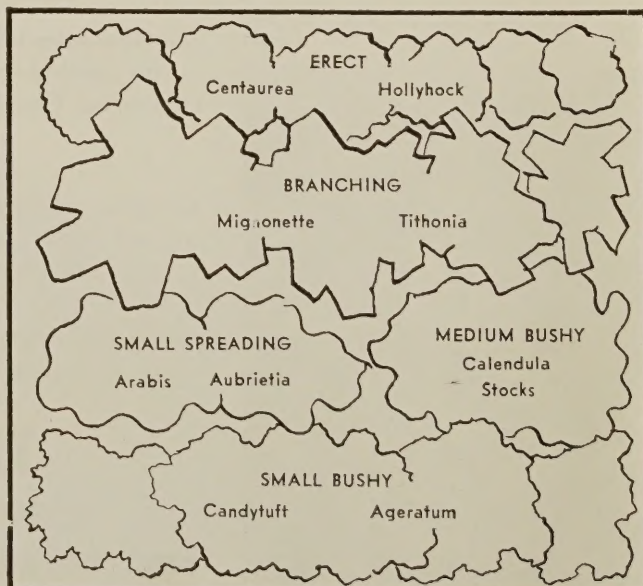 ERECT
Centaurea Hollyhock
BRANCHING
Mignonette Tithonia
SMALL SPREADING
Arabis Aubrietia
MEDIUM BUSHY
Calendula
Stocks
SMALL BUSHY
Candytuft Ageratum